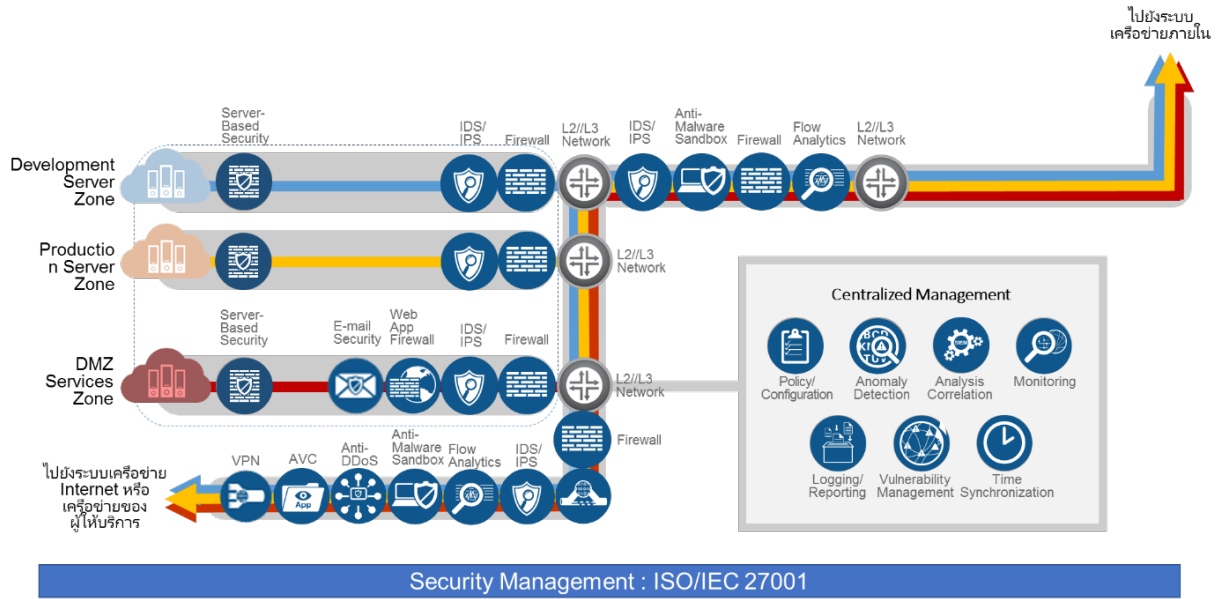 ไปยังระบบ
เครือข่ายภายใน
Server-
Based
Security
IDS/
IPS
Firewall
L2//L3
Network
IDS/
IPS
Anti-
Malware
Sandbox
Firewall
Flow
Analytics
L2//L3
Network
Development
Server
Zone
Productio
n Server
Zone
L2//L3
Network
Server-
Based
Security
E-mail
Security
Web
App
Firewall
IDS/
IPS
Firewall
DMZ
Services
Zone
L2//L3
Network
Firewall
Centralized Management
Policy/
Configuration
Anomaly
Detection
Analysis
Correlation
Monitoring
Logging/
Reporting
Vulnerability
Management
Time
Synchronization
ไปยังระบบเครือข่าย
Internet หรือ
เครือข่ายของ
ผู้ให้บริการ
VPN
AVC
App
Anti-
DDoS
Anti-
Malware
Sandbox
Flow
Analytics
IDS/
IPS
Security Management : ISO/IEC 27001